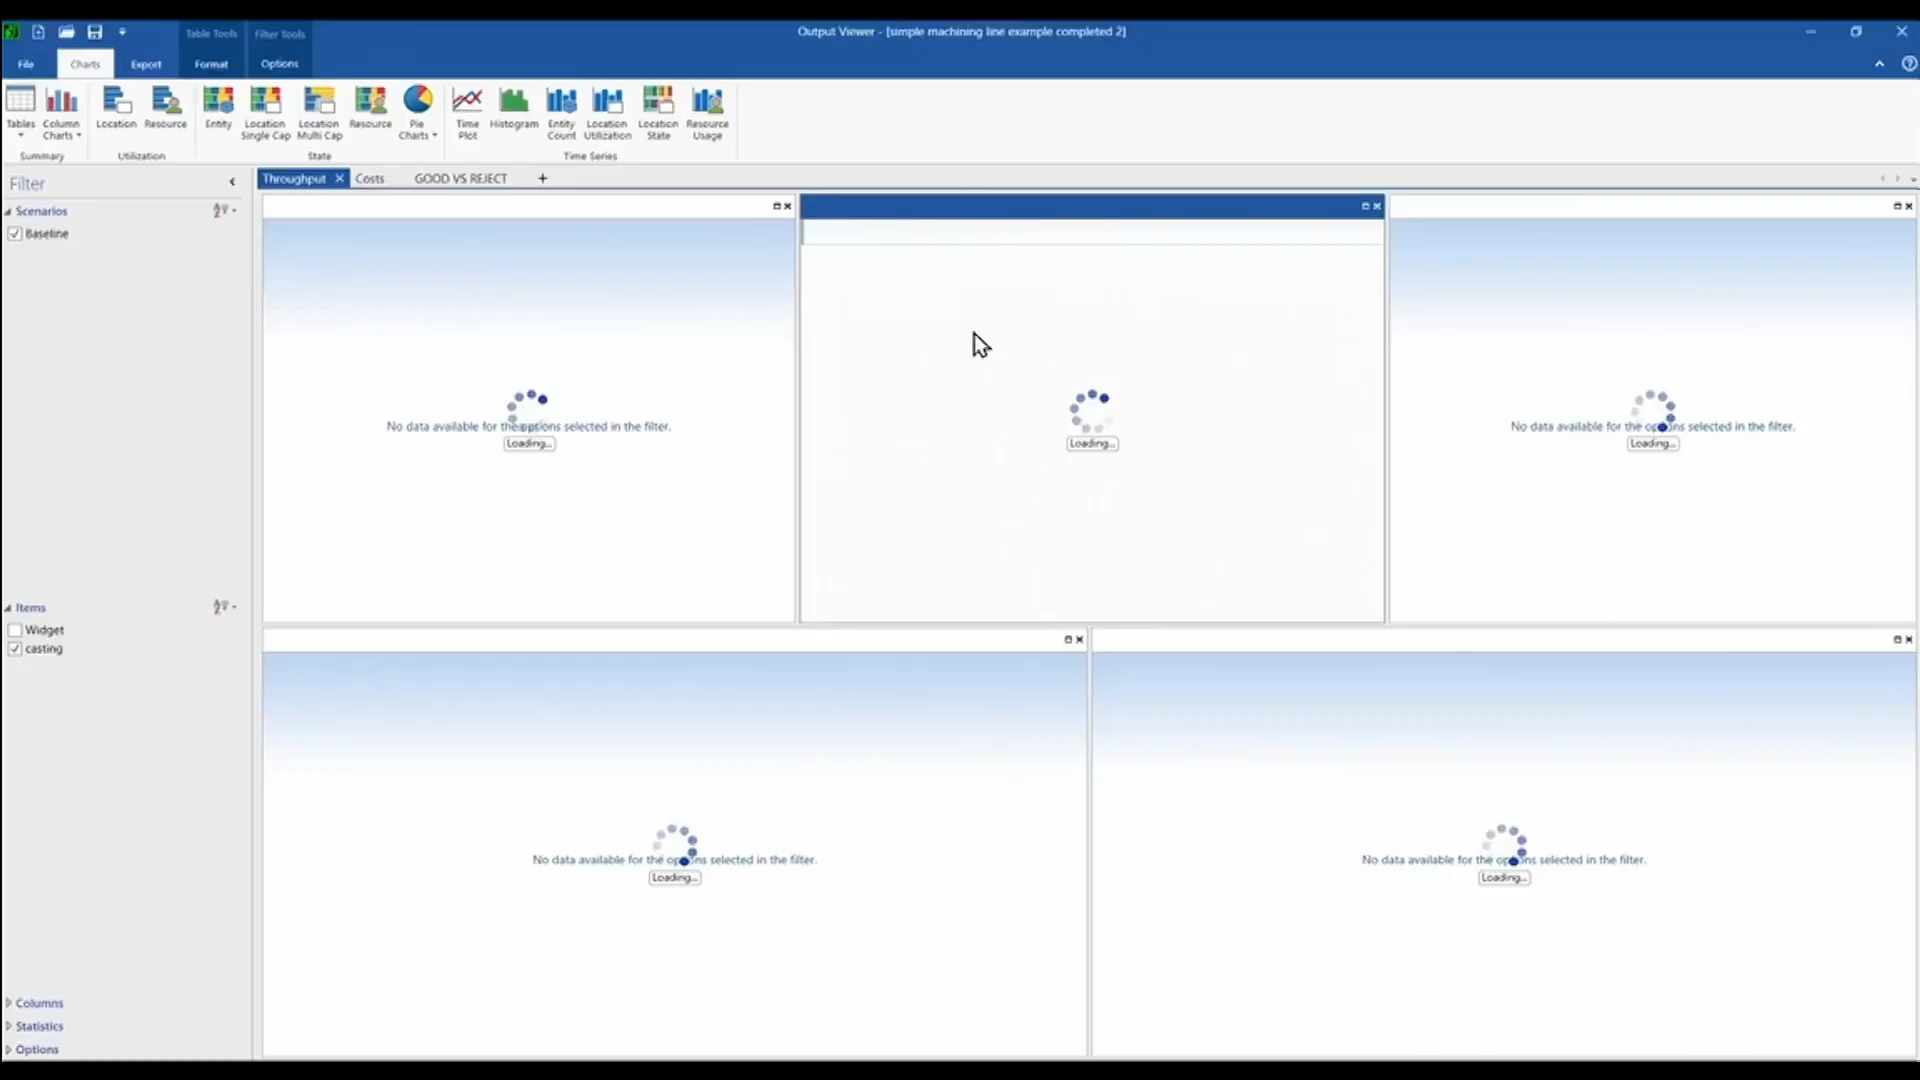 Table Tools
Filter Tools
Output Viewer - [simple machining line example completed 2]
File
Charts
Export
Format
Options
Tables
Column Charts
Location
Resource
Entity
Location Single Cap
Location Multi Cap
Resource
Pie Charts
Time Plot
Histogram
Entity Count
Location Utilization
Location State
Resource Usage
Summary
Utilization
State
Time Series
Filter
Throughput
Costs
GOOD VS REJECT
Scenarios
Baseline
No data available for the options selected in the filter.
Loading...
Loading...
No data available for the options selected in the filter.
Loading...
Items
Widget
casting
No data available for the options selected in the filter.
Loading...
No data available for the options selected in the filter.
Loading...
Columns
Statistics
Options